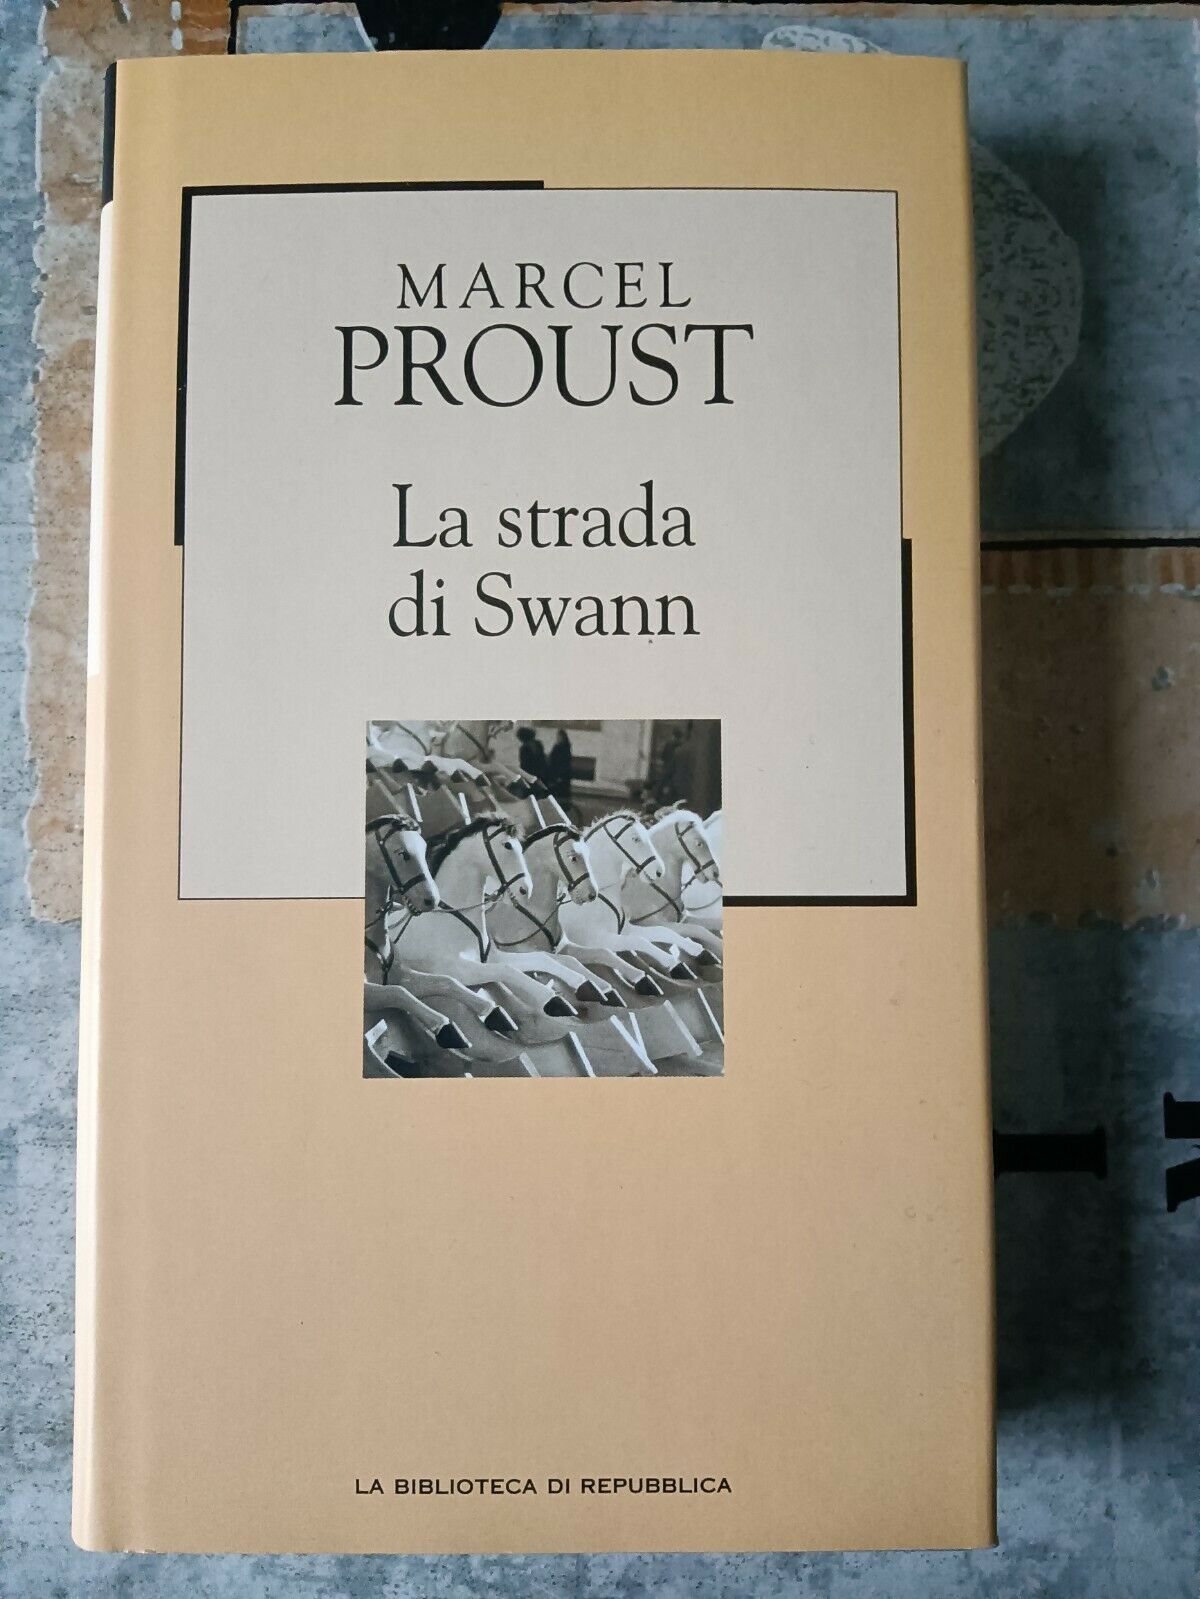 MARCEL
PROUST
La strada
di Swann
LA BIBLIOTECA DI REPUBBLICA